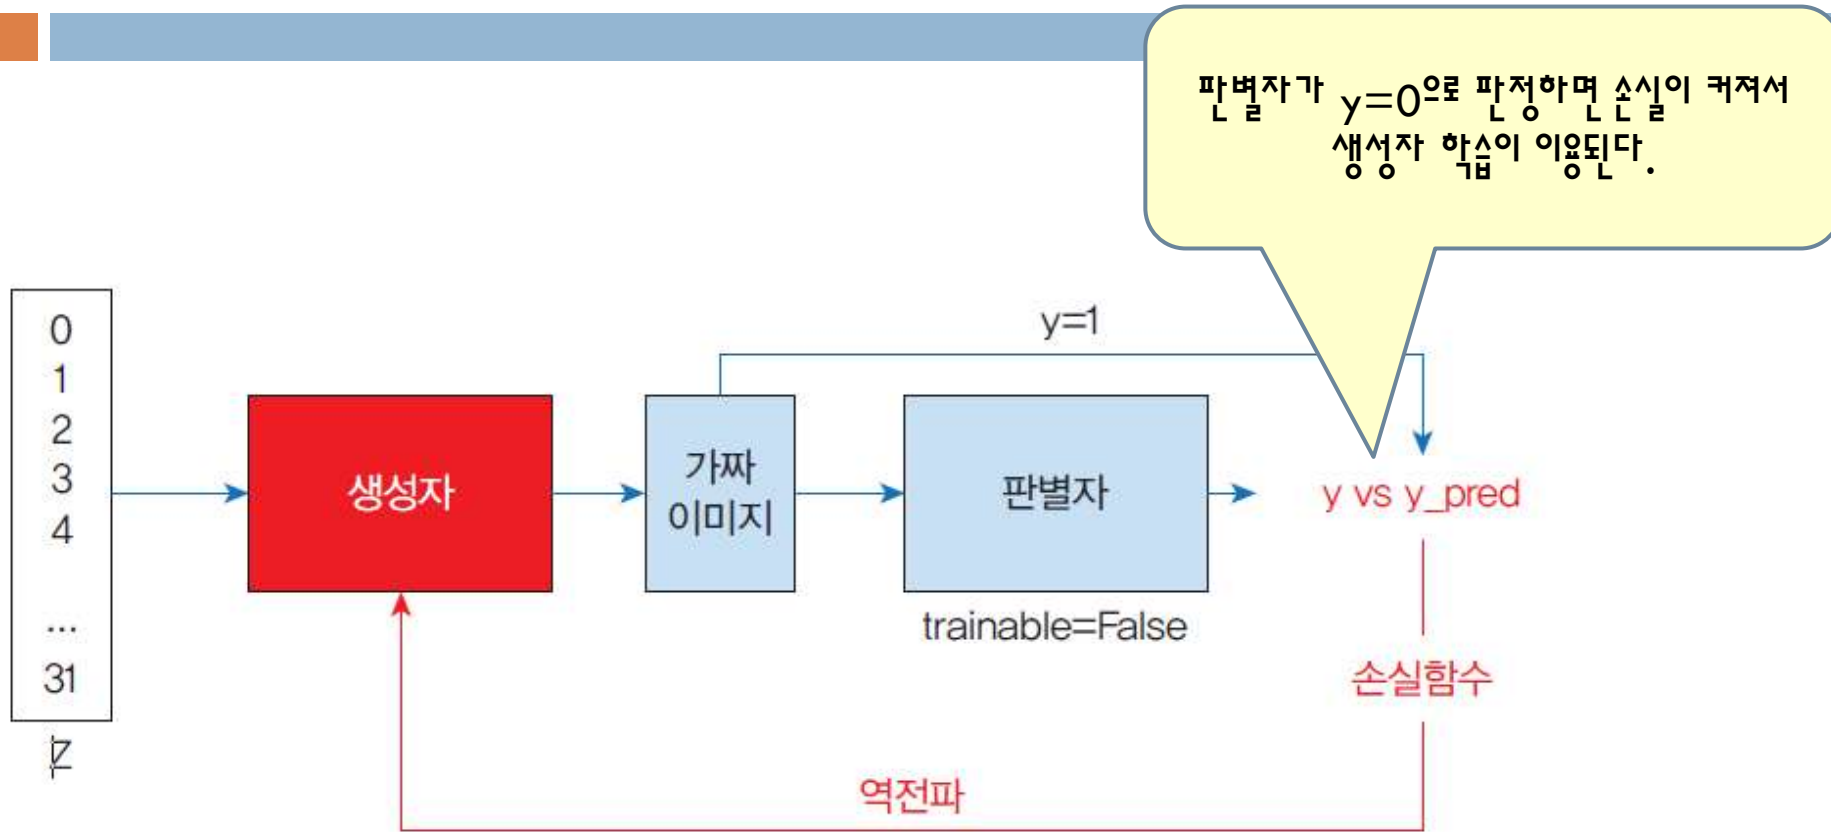 판별자가 y=0으로 판정하면 손실이 커져서
생성자 학습이 이용된다.
y=1
0
1
2
3
4
...
31
Z
생성자
가짜
이미지
판별자
trainable=False
y vs y_pred
손실함수
역전파